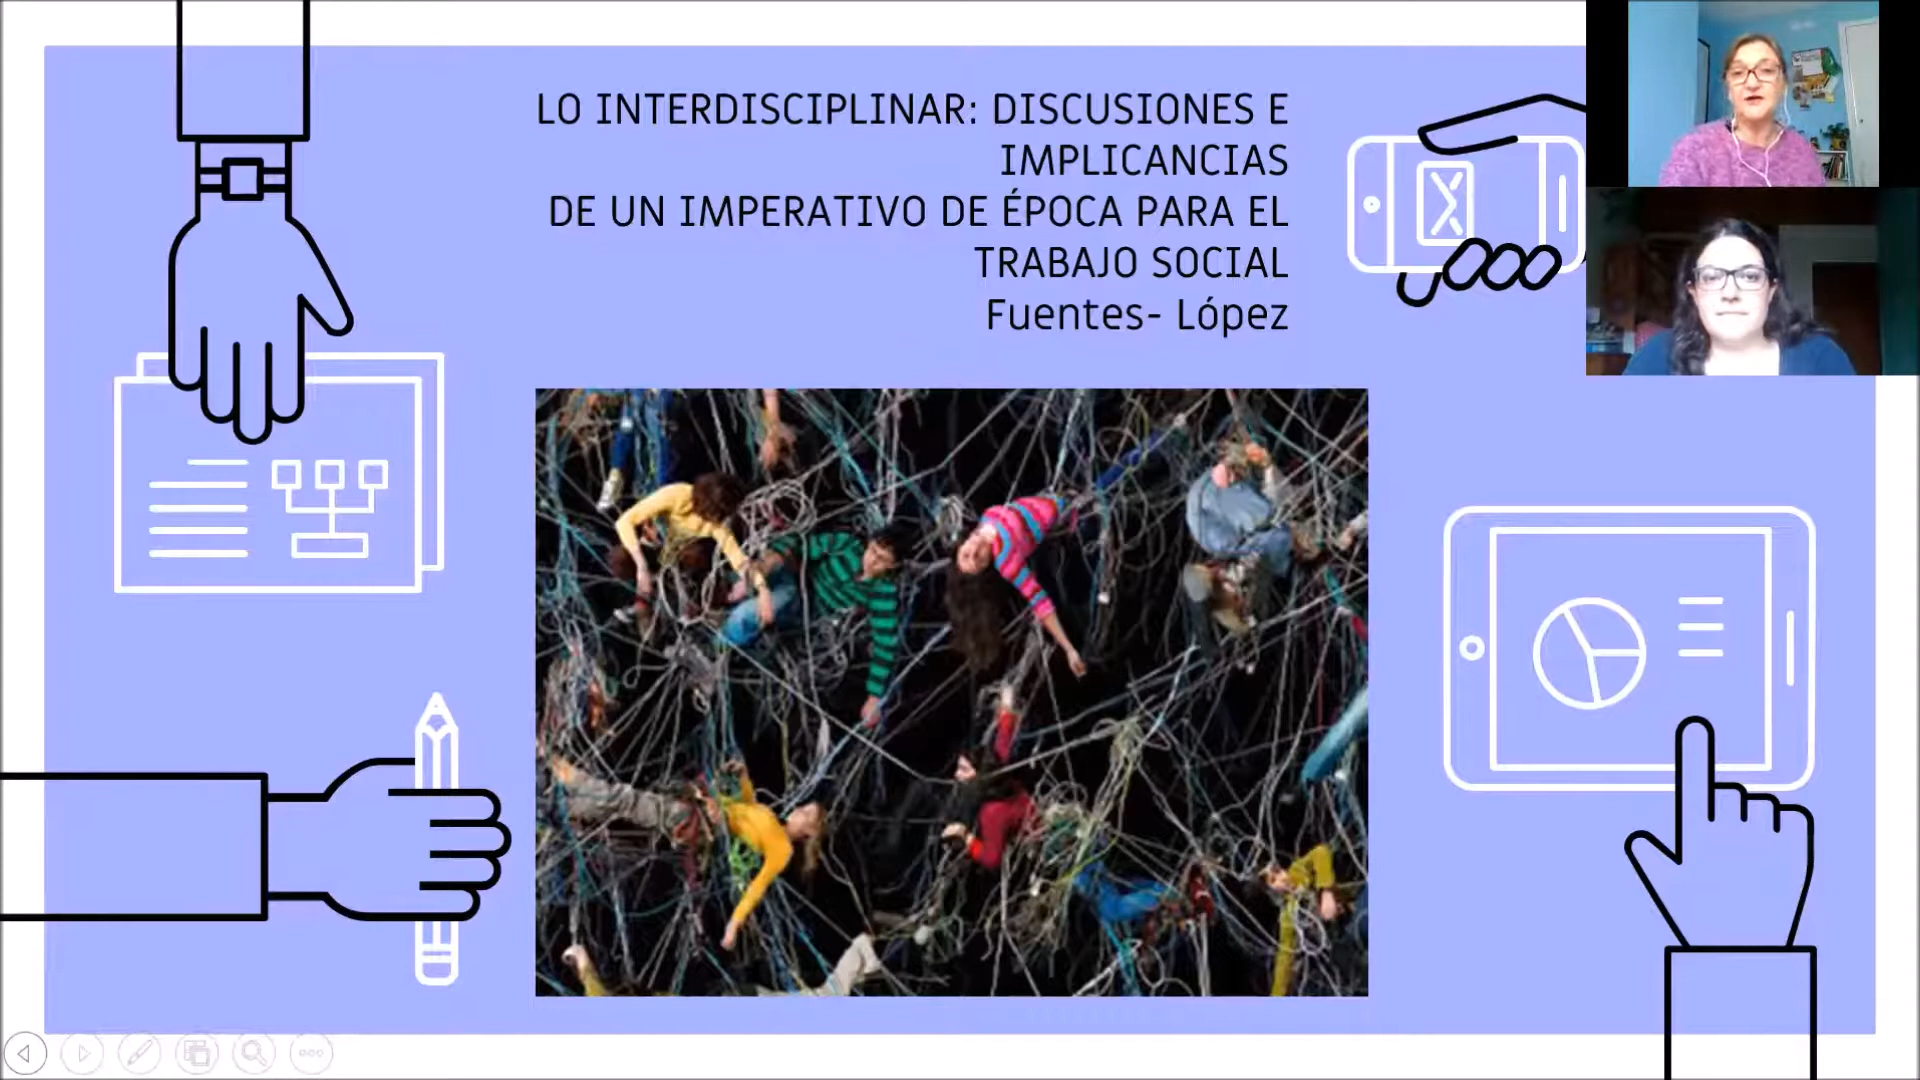 LO INTERDISCIPLINAR: DISCUSIONES E
IMPLICANCIAS
DE UN IMPERATIVO DE ÉPOCA PARA EL
TRABAJO SOCIAL
Fuentes- López